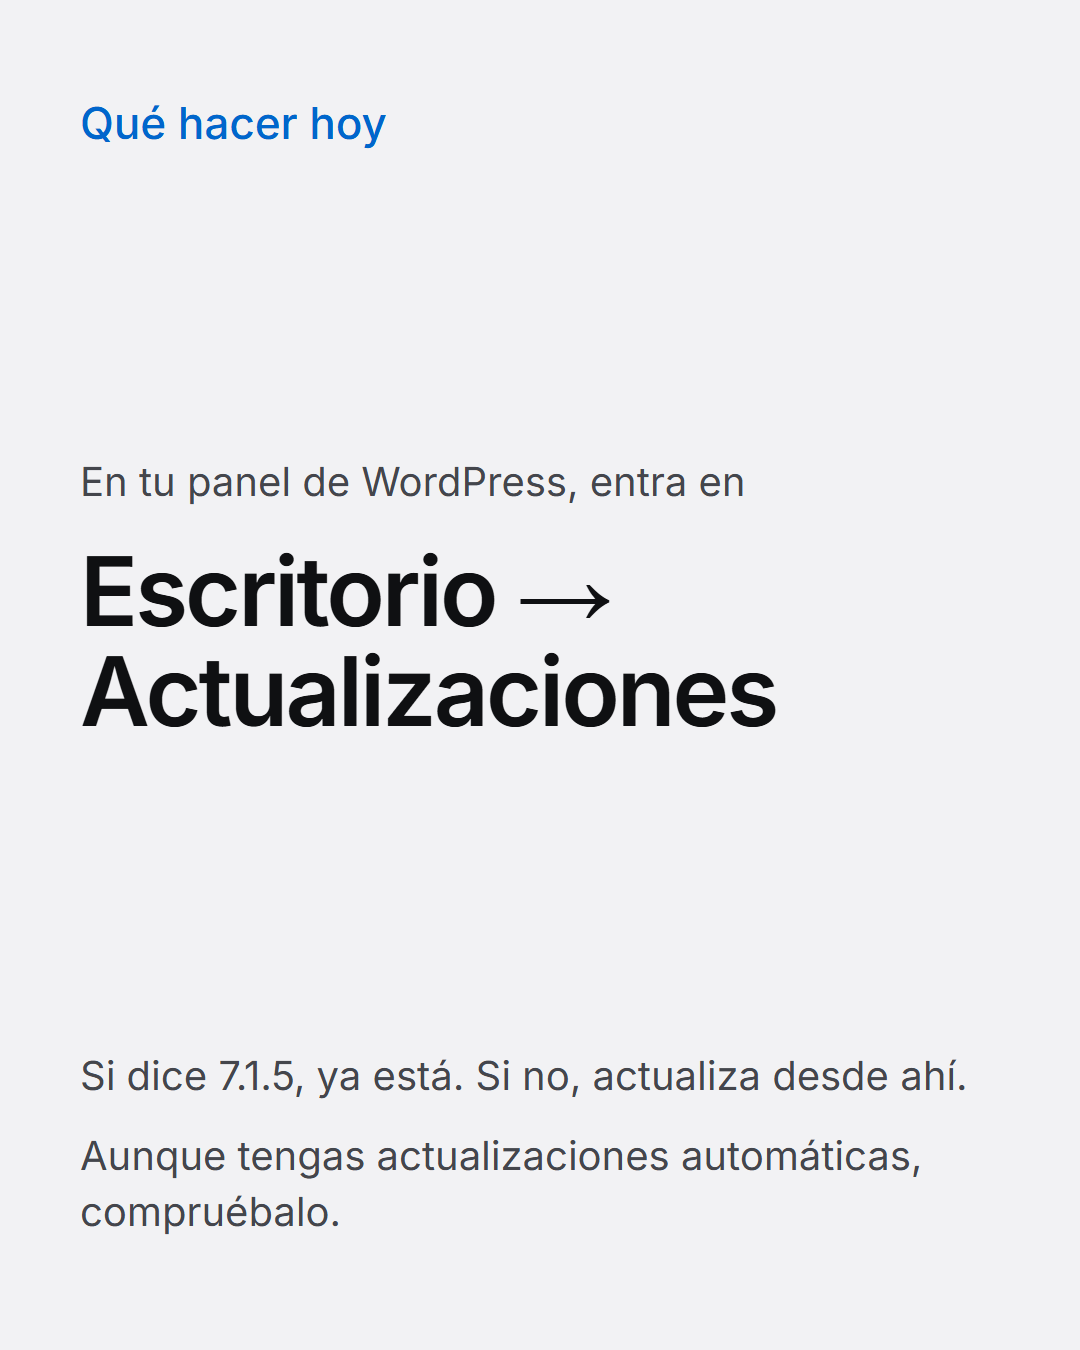 Qué hacer hoy
En tu panel de WordPress, entra en
Escritorio →
Actualizaciones
Si dice 7.1.5, ya está. Si no, actualiza desde ahí.
Aunque tengas actualizaciones automáticas,
compruébalo.